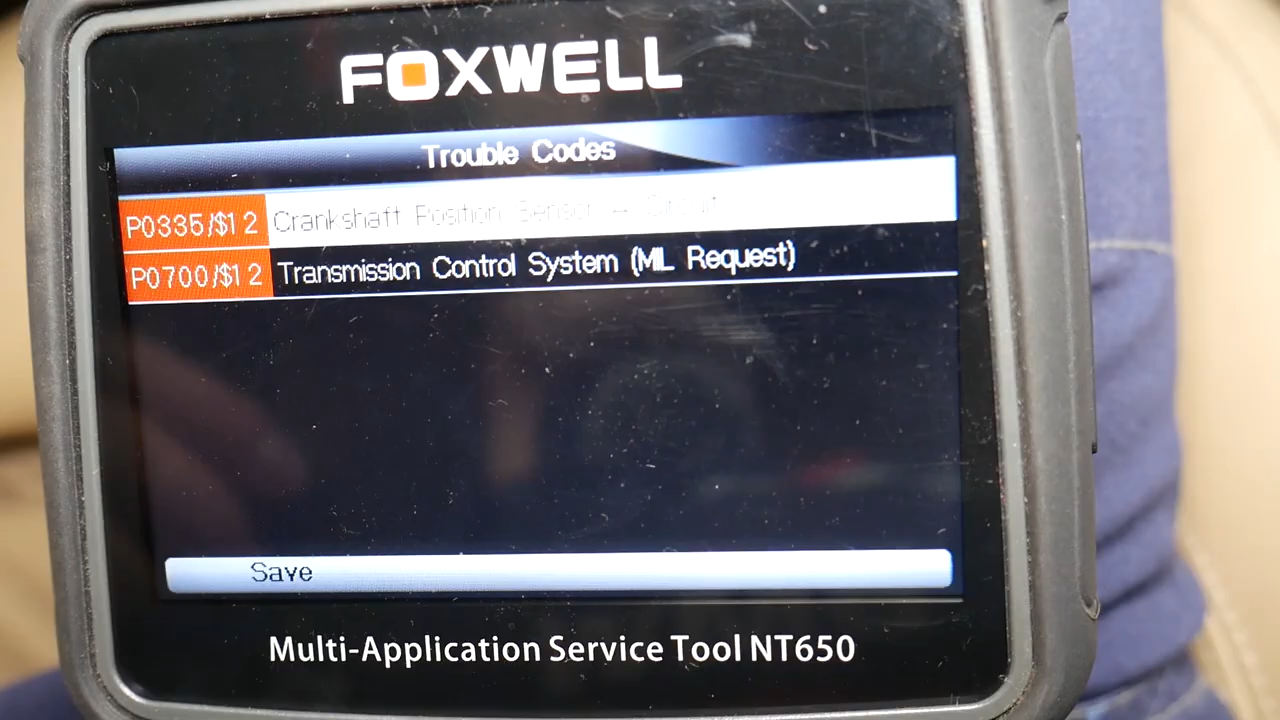 FOXWELL
Trouble Codes
P0335/$12 Crankshaft Position Sensor - Circuit
P0700/$12 Transmission Control System (MIL Request)
Save
Multi-Application Service Tool NT650